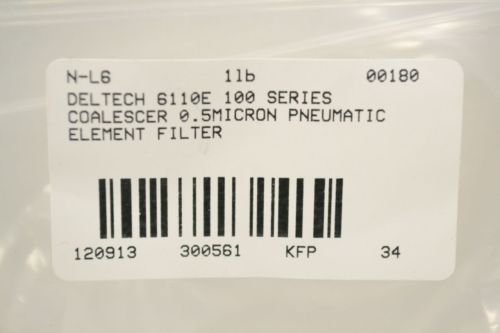 N-L6 1lb 00180
DELTECH 6110E 100 SERIES
COALESCER 0.5MICRON PNEUMATIC
ELEMENT FILTER
120913 300561 KFP 34